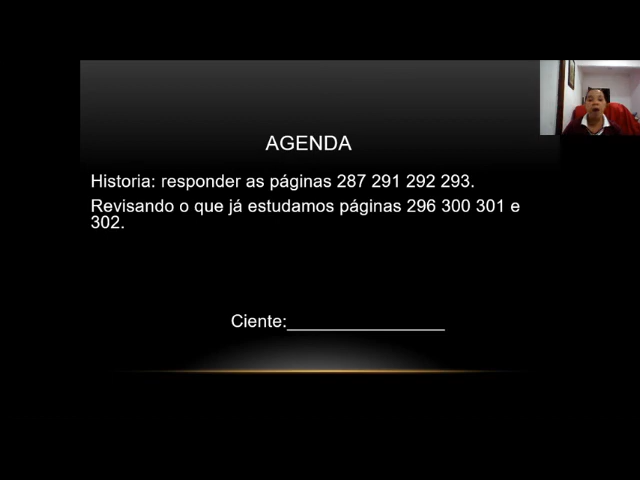 AGENDA
Historia: responder as páginas 287 291 292 293.
Revisando o que já estudamos páginas 296 300 301 e
302.
Ciente:_________________